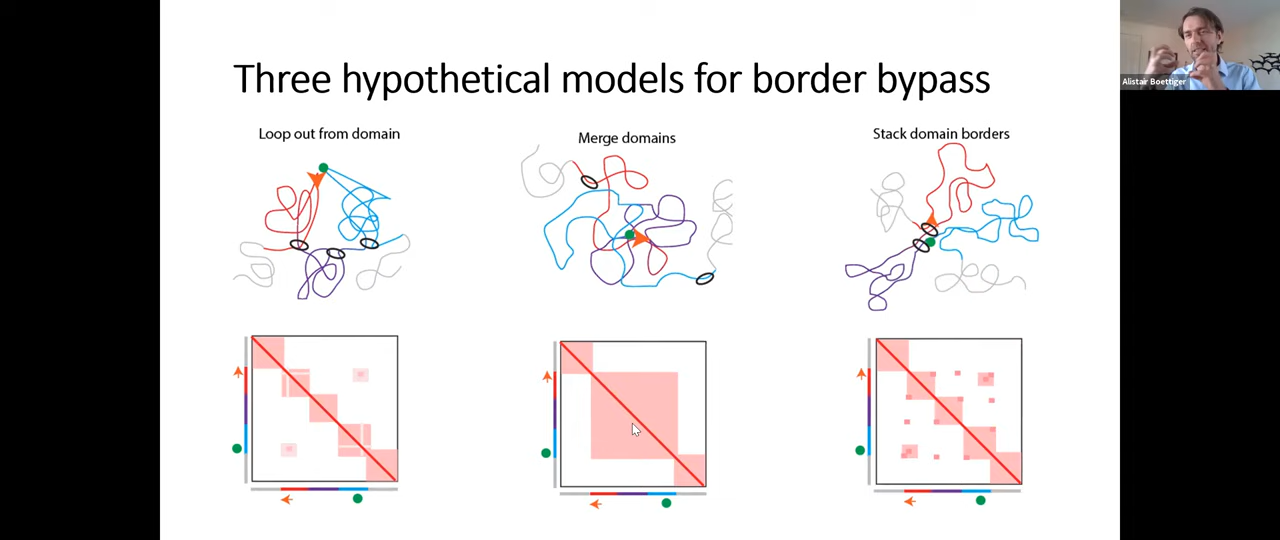 Three hypothetical models for border bypass
Alistair Boettiger
Loop out from domain
Merge domains
Stack domain borders